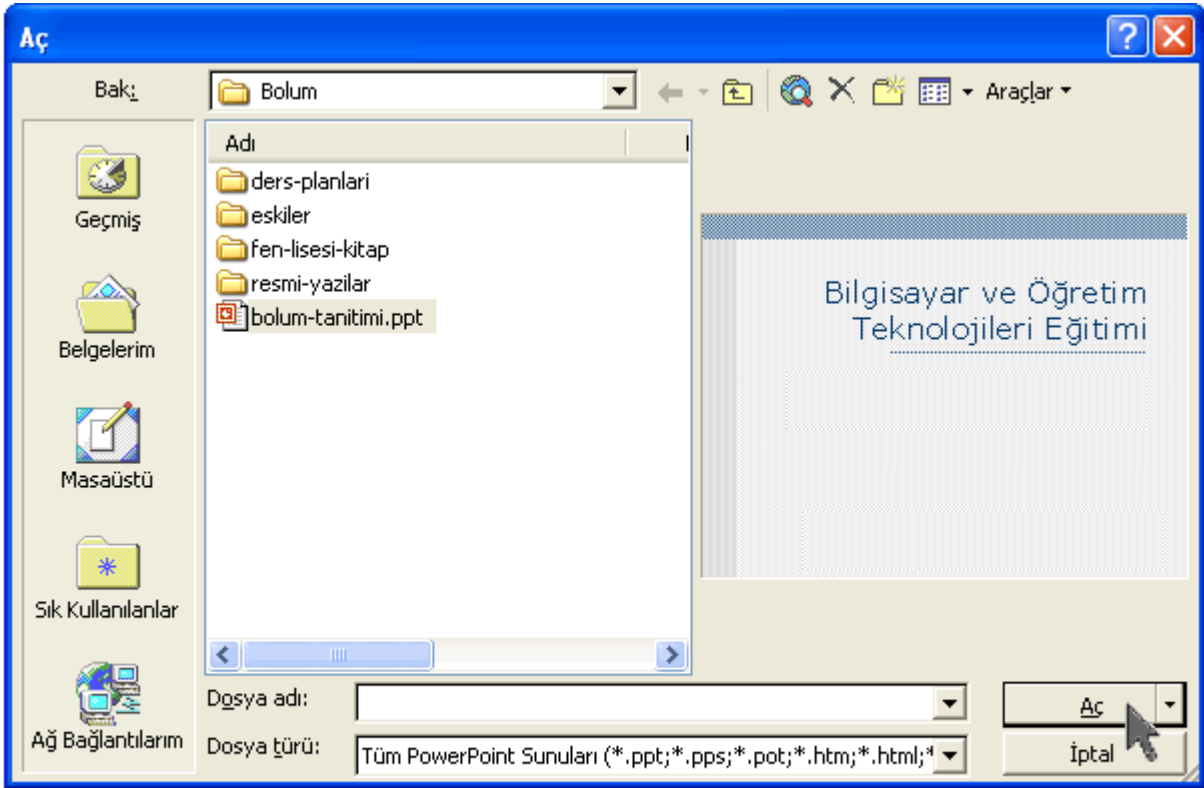 Aç
Bak:
Bolum
Araçlar
Adı
ders-planlari
eskiler
fen-lisesi-kitap
resmi-yazilar
bolum-tanitimi.ppt
Geçmiş
Belgelerim
Masaüstü
Sık Kullanılanlar
Ağ Bağlantılarım
Bilgisayar ve Öğretim
Teknolojileri Eğitimi
Dosya adı:
Aç
Dosya türü:
Tüm PowerPoint Sunuları (*.ppt;*.pps;*.pot;*.htm;*.html;*
İptal